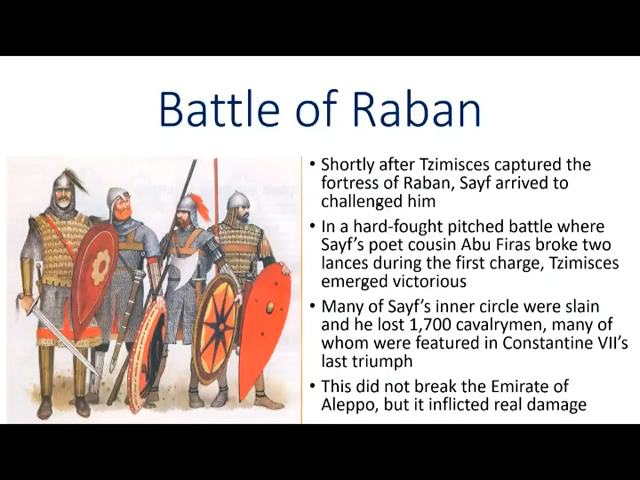 Battle of Raban
• Shortly after Tzimisces captured the
fortress of Raban, Sayf arrived to
challenged him
• In a hard-fought pitched battle where
Sayf's poet cousin Abu Firas broke two
lances during the first charge, Tzimisces
emerged victorious
• Many of Sayf's inner circle were slain
and he lost 1,700 cavalrymen, many of
whom were featured in Constantine VII's
last triumph
• This did not break the Emirate of
Aleppo, but it inflicted real damage